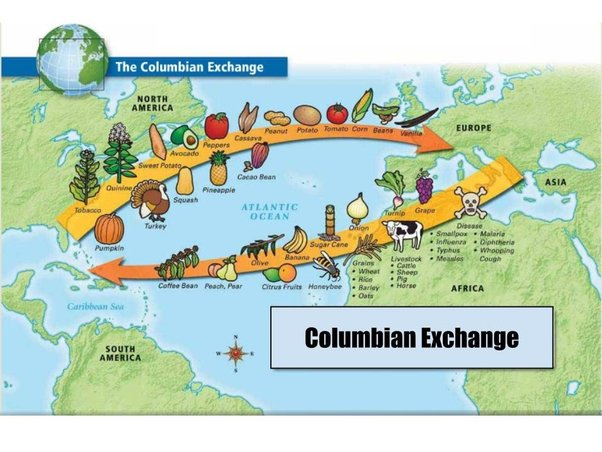 The Columbian Exchange
NORTH
AMERICA
EUROPE
ASIA
AFRICA
SOUTH
AMERICA
ATLANTIC
OCEAN
Caribbean Sea
Tobacco
Quinine
Sweet Potato
Avocado
Peppers
Cassava
Peanut
Potato
Tomato
Corn
Beans
Vanilla
Pumpkin
Turkey
Squash
Pineapple
Cacao Bean
Coffee Bean
Peach, Pear
Olive
Citrus Fruits
Banana
Honeybee
Sugar Cane
Onion
Grains
• Wheat
• Rice
• Barley
• Oats
Turnip
Livestock
• Cattle
• Sheep
• Pig
• Horse
Grape
Disease
• Smallpox
• Influenza
• Typhus
• Measles
• Malaria
• Diphtheria
• Whooping
Cough
N
W
E
S
Columbian Exchange